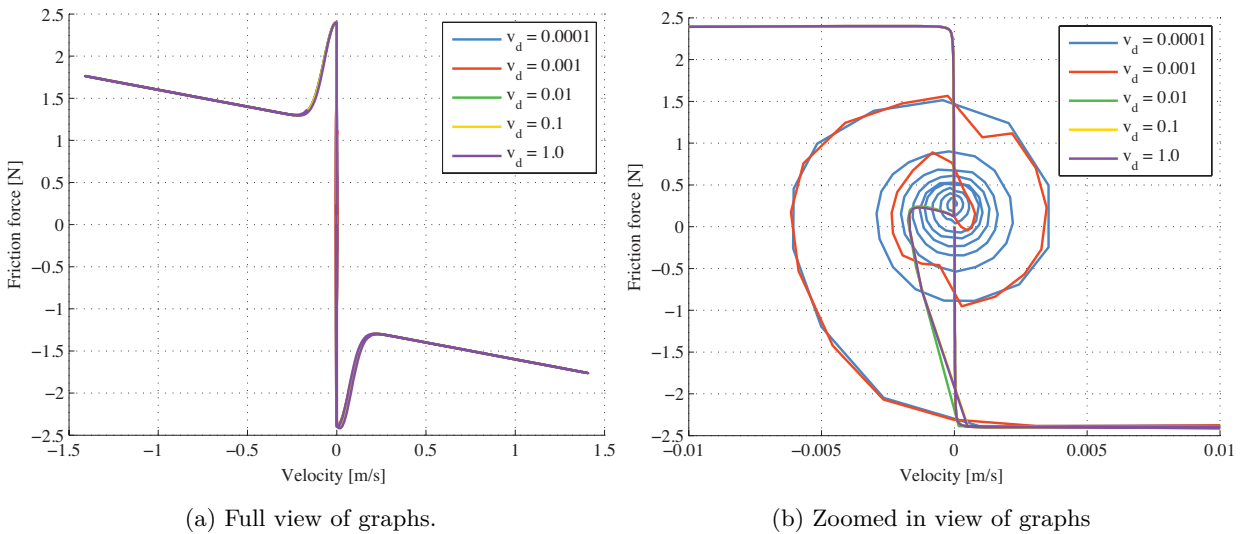 2.5
2
1.5
1
0.5
0
−0.5
−1
−1.5
−2
−2.5
Friction force [N]
−1.5
−1
−0.5
0
0.5
1
1.5
Velocity [m/s]
v_d = 0.0001
v_d = 0.001
v_d = 0.01
v_d = 0.1
v_d = 1.0
(a) Full view of graphs.
2.5
2
1.5
1
0.5
0
−0.5
−1
−1.5
−2
−2.5
Friction force [N]
−0.01
−0.005
0
0.005
0.01
Velocity [m/s]
v_d = 0.0001
v_d = 0.001
v_d = 0.01
v_d = 0.1
v_d = 1.0
(b) Zoomed in view of graphs